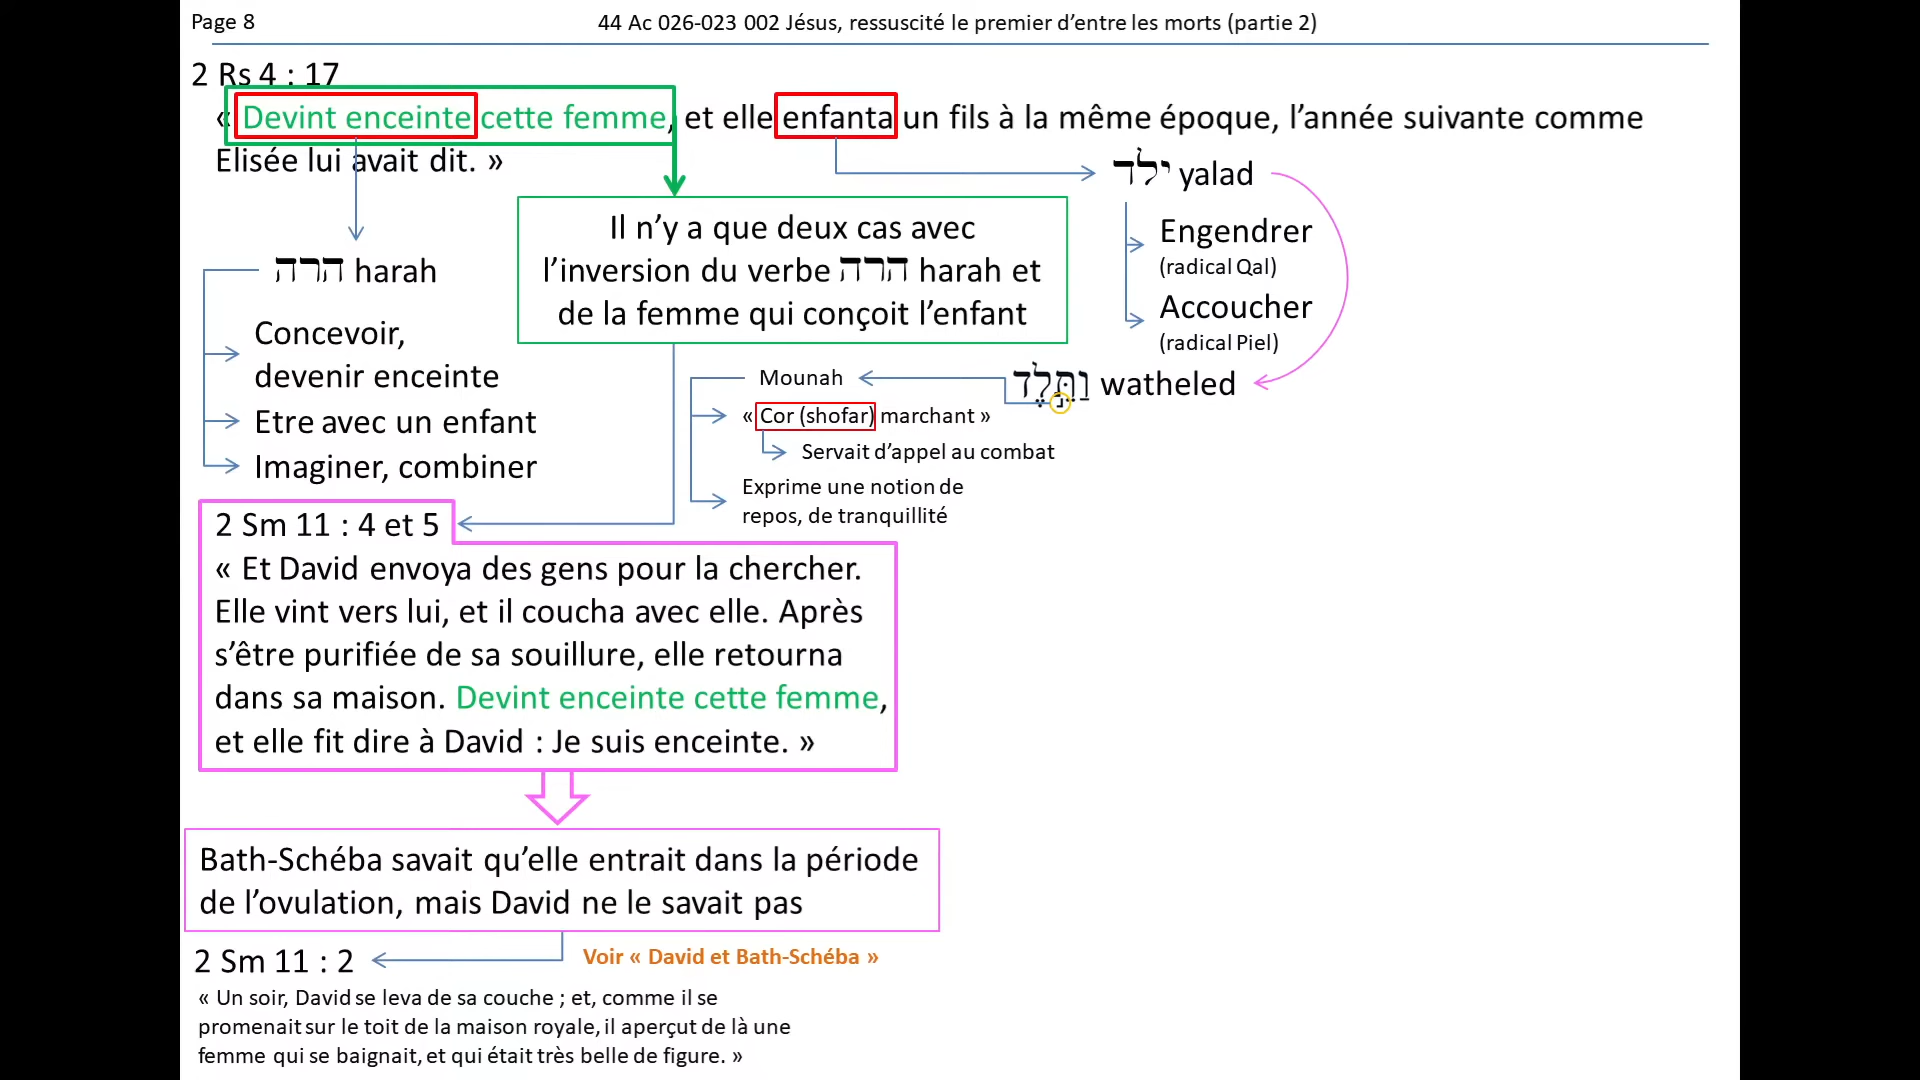 Page 8
44 Ac 026-023 002 Jésus, ressuscité le premier d’entre les morts (partie 2)
2 Rs 4 : 17
« Devint enceinte cette femme, et elle enfanta un fils à la même époque, l’année suivante comme
Elisée lui avait dit. »
ילד yalad
Engendrer
(radical Qal)
Accoucher
(radical Piel)
Il n’y a que deux cas avec
l’inversion du verbe הרה harah et
de la femme qui conçoit l’enfant
הרה harah
Concevoir,
devenir enceinte
Etre avec un enfant
Imaginer, combiner
וַתֵּ֣לֶד watheled
Mounah
« Cor (shofar) marchant »
Servait d’appel au combat
Exprime une notion de
repos, de tranquillité
2 Sm 11 : 4 et 5
« Et David envoya des gens pour la chercher.
Elle vint vers lui, et il coucha avec elle. Après
s’être purifiée de sa souillure, elle retourna
dans sa maison. Devint enceinte cette femme,
et elle fit dire à David : Je suis enceinte. »
Bath-Schéba savait qu’elle entrait dans la période
de l’ovulation, mais David ne le savait pas
2 Sm 11 : 2
Voir « David et Bath-Schéba »
« Un soir, David se leva de sa couche ; et, comme il se
promenait sur le toit de la maison royale, il aperçut de là une
femme qui se baignait, et qui était très belle de figure. »